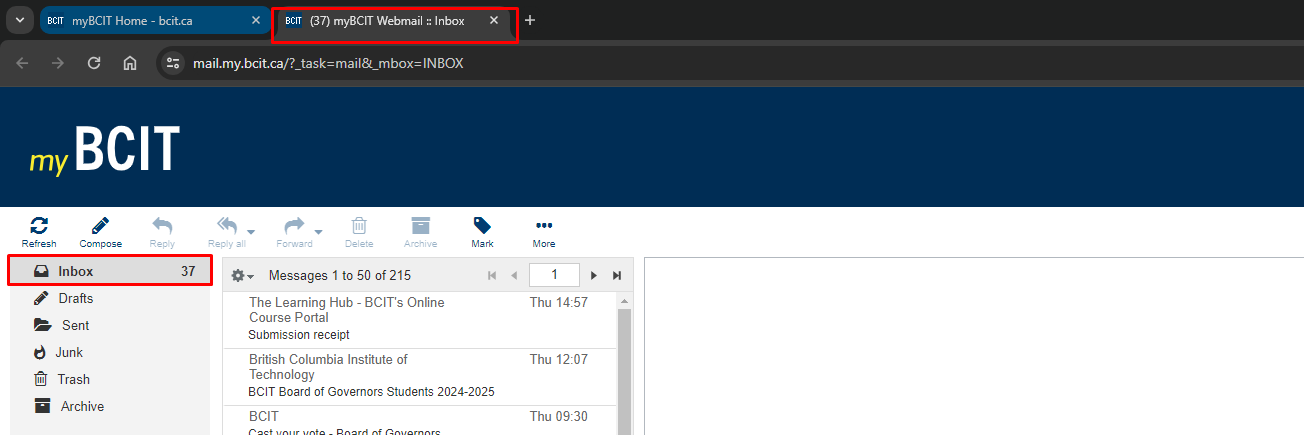 BCIT myBCIT Home - bcit.ca
BCIT (37) myBCIT Webmail :: Inbox
mail.my.bcit.ca/?_task=mail&_mbox=INBOX
my BCIT
Refresh Compose Reply Reply all Forward Delete Archive Mark More
Inbox 37
Drafts
Sent
Junk
Trash
Archive
Messages 1 to 50 of 215 1
The Learning Hub - BCIT's Online Thu 14:57
Course Portal
Submission receipt
British Columbia Institute of Thu 12:07
Technology
BCIT Board of Governors Students 2024-2025
BCIT Thu 09:30
Cast your vote - Board of Governors